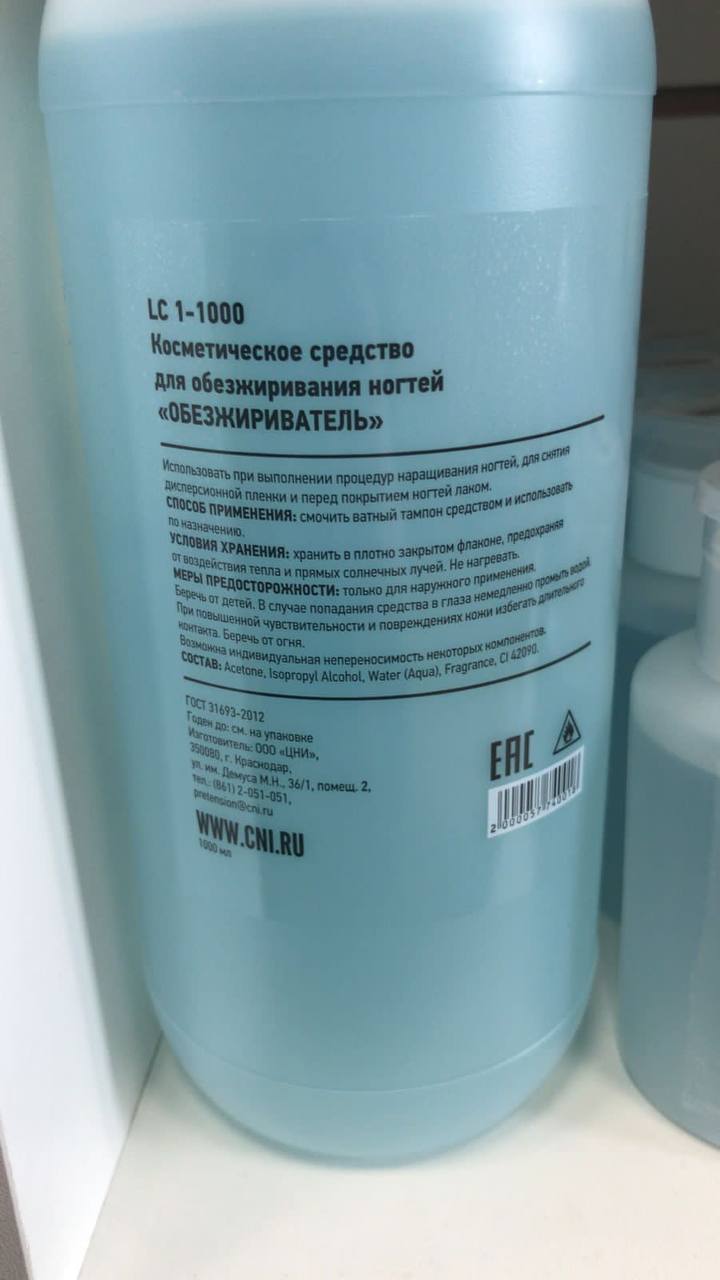 LC 1-1000
Косметическое средство
для обезжиривания ногтей
«ОБЕЗЖИРИВАТЕЛЬ»
Использовать при выполнении процедур наращивания ногтей, для снятия
дисперсионной пленки и перед покрытием ногтей лаком.
СПОСОБ ПРИМЕНЕНИЯ: смочить ватный тампон средством и использовать
по назначению.
УСЛОВИЯ ХРАНЕНИЯ: хранить в плотно закрытом флаконе, предохраняя
от воздействия тепла и прямых солнечных лучей. Не нагревать.
МЕРЫ ПРЕДОСТОРОЖНОСТИ: только для наружного применения.
Беречь от детей. В случае попадания средства в глаза немедленно промыть водой.
При повышенной чувствительности и повреждениях кожи избегать длительного
контакта. Беречь от огня.
Возможна индивидуальная непереносимость некоторых компонентов.
СОСТАВ: Acetone, Isopropyl Alcohol, Water (Aqua), Fragrance, CI 42090.
ГОСТ 31693-2012
Годен до: см. на упаковке
Изготовитель: ООО «ЦНИ»,
350080, г. Краснодар,
ул. им. Демуса М.Н., 36/1, помещ. 2,
тел.: (861) 2-051-051,
pretension@cni.ru
WWW.CNI.RU
1000 мл
EAC